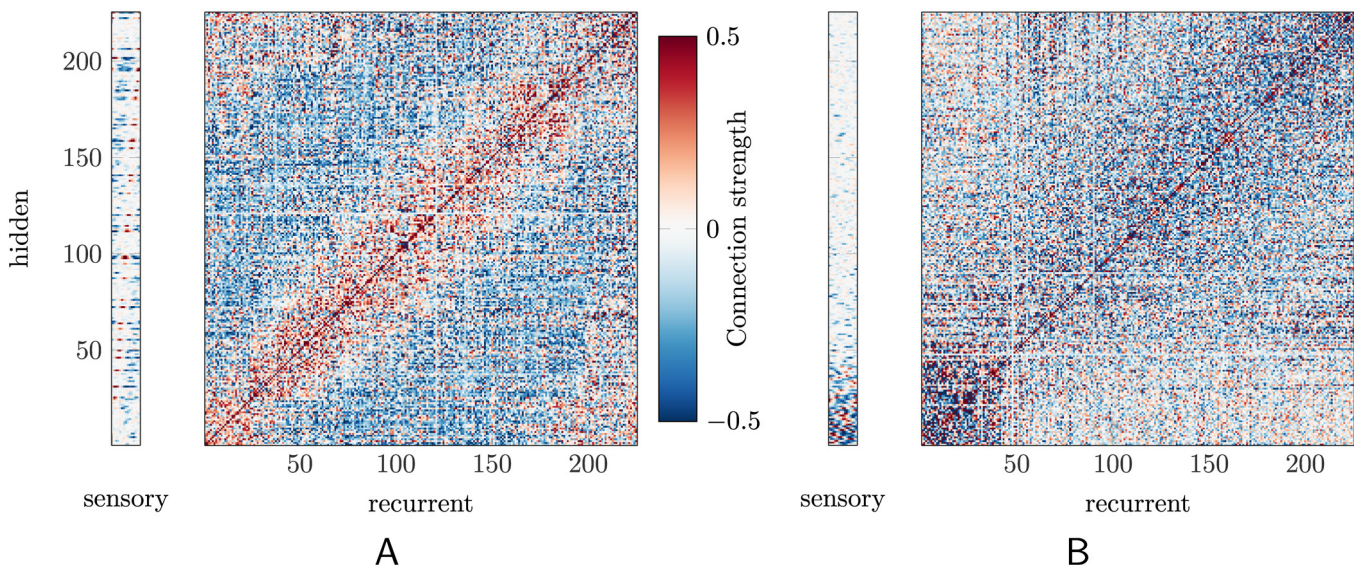 hidden
200
150
100
50
50 100 150 200
sensory
recurrent
A
0.5
0
−0.5
Connection strength
50 100 150 200
sensory
recurrent
B